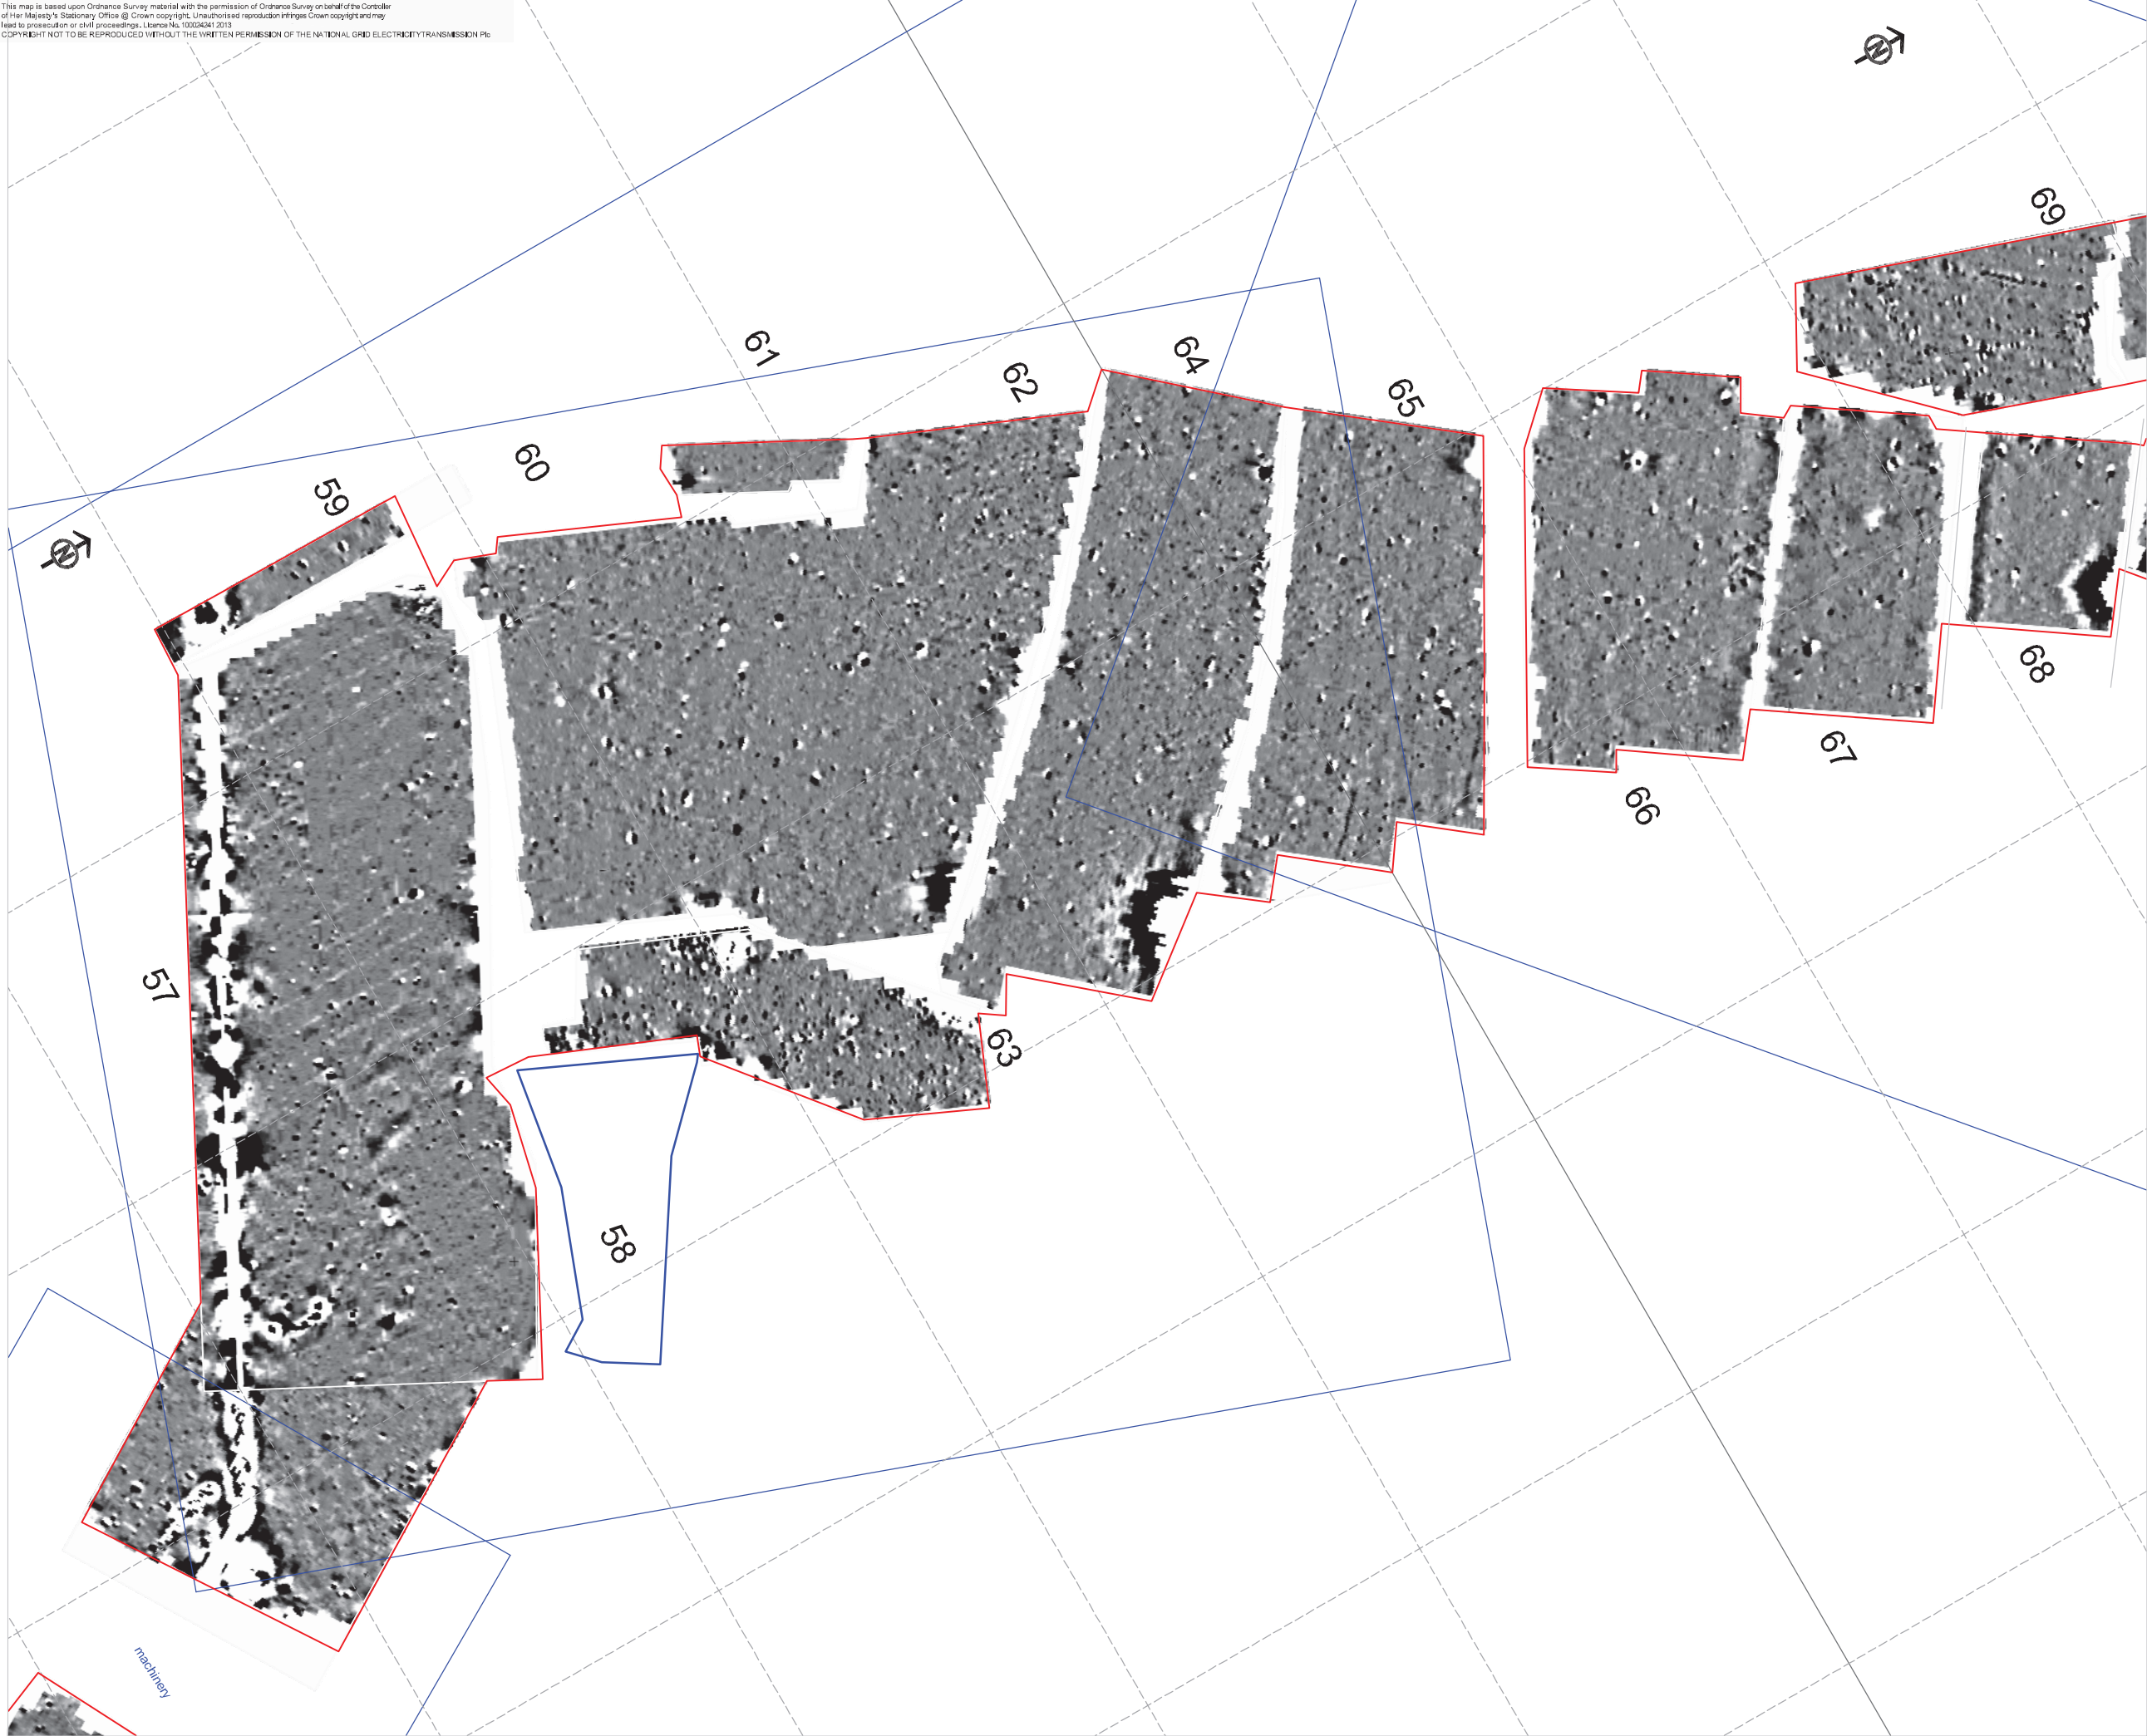 This map is based upon Ordnance Survey material with the permission of Ordnance Survey on behalf of the Controller
of Her Majesty's Stationary Office @ Crown copyright. Unauthorised reproduction infringes Crown copyright and may
lead to prosecution or civil proceedings. Licence No. 100024241 2013
COPYRIGHT NOT TO BE REPRODUCED WITHOUT THE WRITTEN PERMISSION OF THE NATIONAL GRID ELECTRICITYTRANSMISSION Plc
N
69
61
64
62
65
60
59
N
68
67
66
57
63
58
machinery